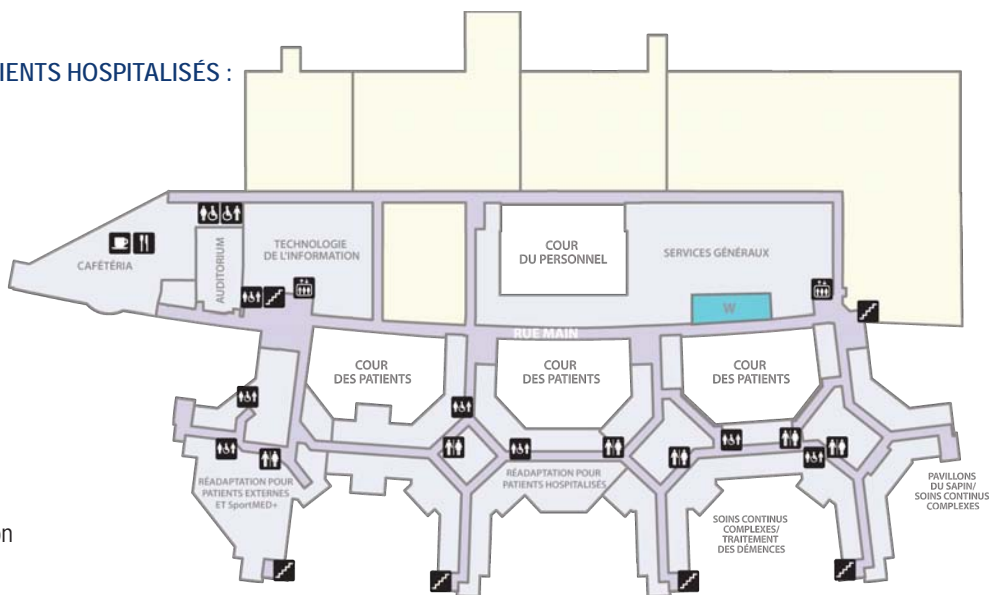 IENTS HOSPITALISÉS :
CAFÉTÉRIA
AUDITORIUM
TECHNOLOGIE
DE L'INFORMATION
COUR
DU PERSONNEL
SERVICES GÉNÉRAUX
W
RUE MAIN
COUR
DES PATIENTS
COUR
DES PATIENTS
COUR
DES PATIENTS
RÉADAPTATION POUR
PATIENTS EXTERNES
ET SportMED+
RÉADAPTATION POUR
PATIENTS HOSPITALISÉS
SOINS CONTINUS
COMPLEXES/
TRAITEMENT
DES DÉMENCES
PAVILLONS
DU SAPIN/
SOINS CONTINUS
COMPLEXES
on